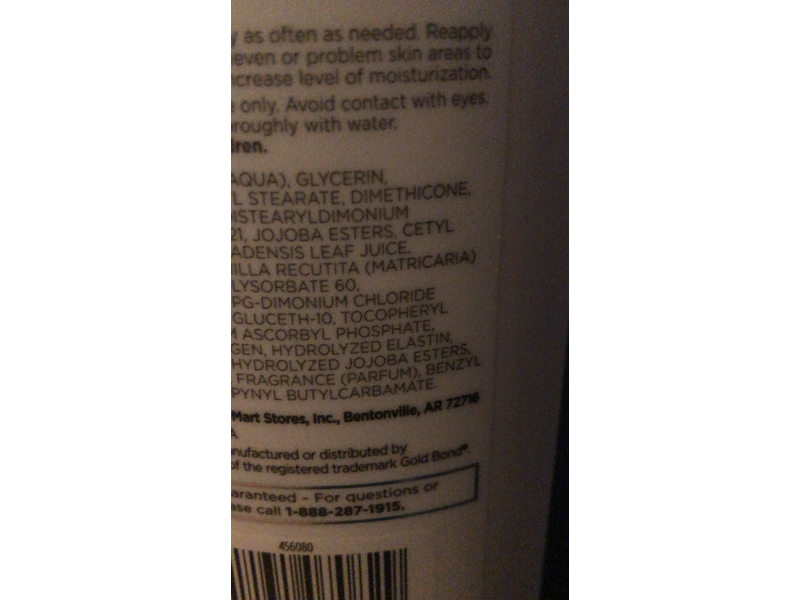 y as often as needed. Reapply
even or problem skin areas to
crease level of moisturization.
only. Avoid contact with eyes.
roughly with water.
dren.
AQUA), GLYCERIN,
L STEARATE, DIMETHICONE,
ISTEARYLDIMONIUM
21, JOJOBA ESTERS, CETYL
ADENSIS LEAF JUICE,
ILLA RECUTITA (MATRICARIA)
LYSORBATE 60,
PG-DIMONIUM CHLORIDE
GLUCETH-10, TOCOPHERYL
M ASCORBYL PHOSPHATE,
GEN, HYDROLYZED ELASTIN,
HYDROLYZED JOJOBA ESTERS,
FRAGRANCE (PARFUM), BENZYL
PYNYL BUTYLCARBAMATE.
Mart Stores, Inc., Bentonville, AR 72716
A
nufactured or distributed by
of the registered trademark Gold Bond®.
aranteed - For questions or
ase call 1-888-287-1915.
456080